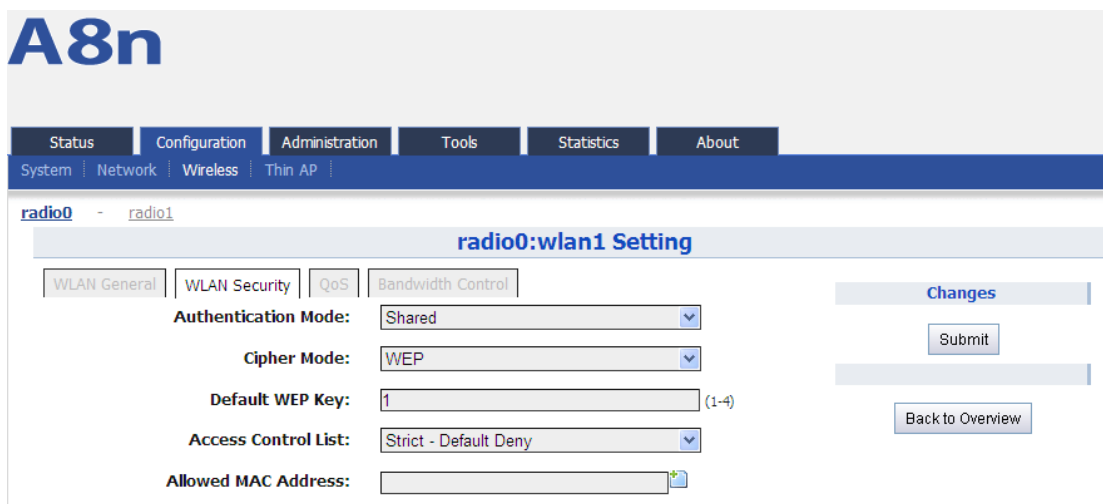 A8n
Status Configuration Administration Tools Statistics About
System Network Wireless Thin AP
radio0 - radio1
radio0:wlan1 Setting
WLAN General WLAN Security QoS Bandwidth Control
Changes
Authentication Mode: Shared
Submit
Cipher Mode: WEP
Default WEP Key: 1 (1-4)
Back to Overview
Access Control List: Strict - Default Deny
Allowed MAC Address: